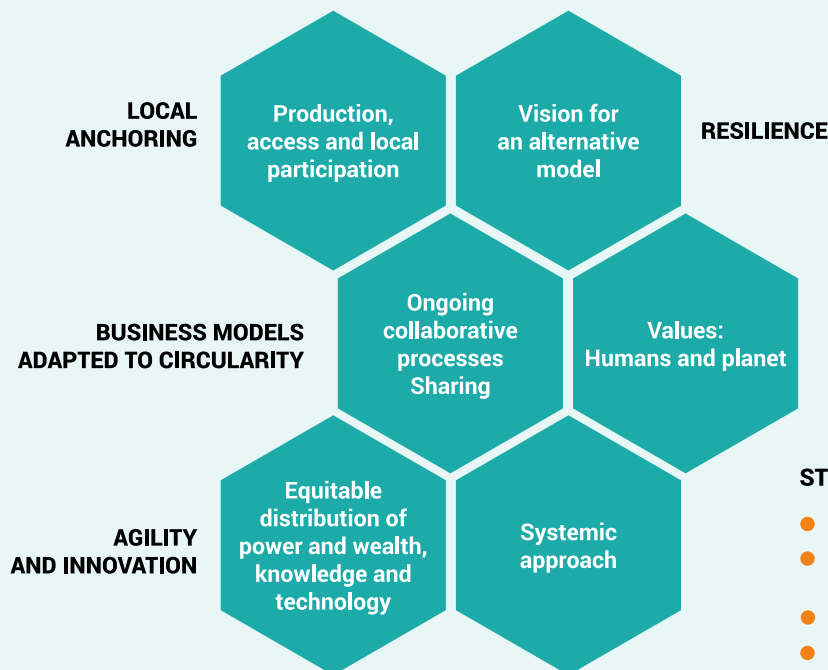 LOCAL
ANCHORING
Production,
access and local
participation
Vision for
an alternative
model
RESILIENCE
BUSINESS MODELS
ADAPTED TO CIRCULARITY
Ongoing
collaborative
processes
Sharing
Values:
Humans and planet
AGILITY
AND INNOVATION
Equitable
distribution of
power and wealth,
knowledge and
technology
Systemic
approach
ST